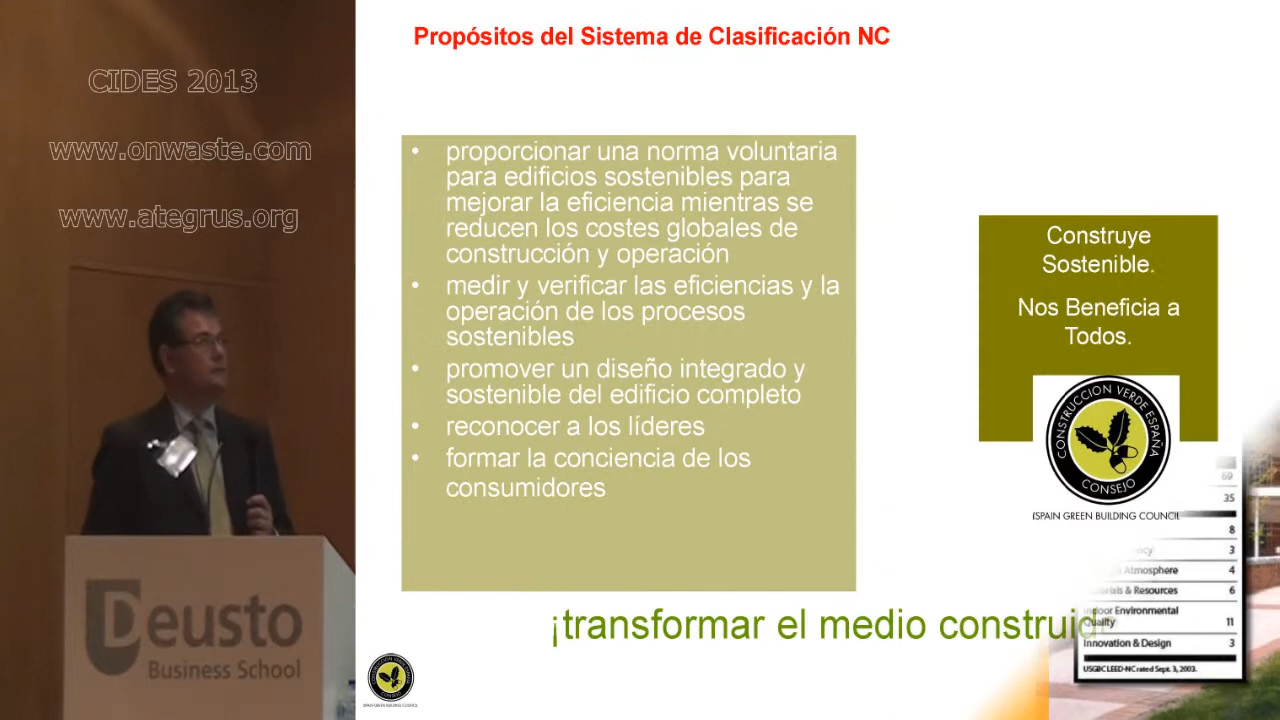 Propósitos del Sistema de Clasificación NC
CIDES 2013
www.onwaste.com
www.ategrus.org
• proporcionar una norma voluntaria
para edificios sostenibles para
mejorar la eficiencia mientras se
reducen los costes globales de
construcción y operación
• medir y verificar las eficiencias y la
operación de los procesos
sostenibles
• promover un diseño integrado y
sostenible del edificio completo
• reconocer a los líderes
• formar la conciencia de los
consumidores
¡transformar el medio construid
Construye
Sostenible.
Nos Beneficia a
Todos.
CONSTRUCCION VERDE ESPAÑA
CONSEJO
SPAIN GREEN BUILDING COUNCIL
69
35
8
3
Atmosphere 4
& Resources 6
Indoor Environmental
Quality 11
Innovation & Design 3
USGBC LEED-NC rated Sept. 3, 2003.
Deusto
Business School